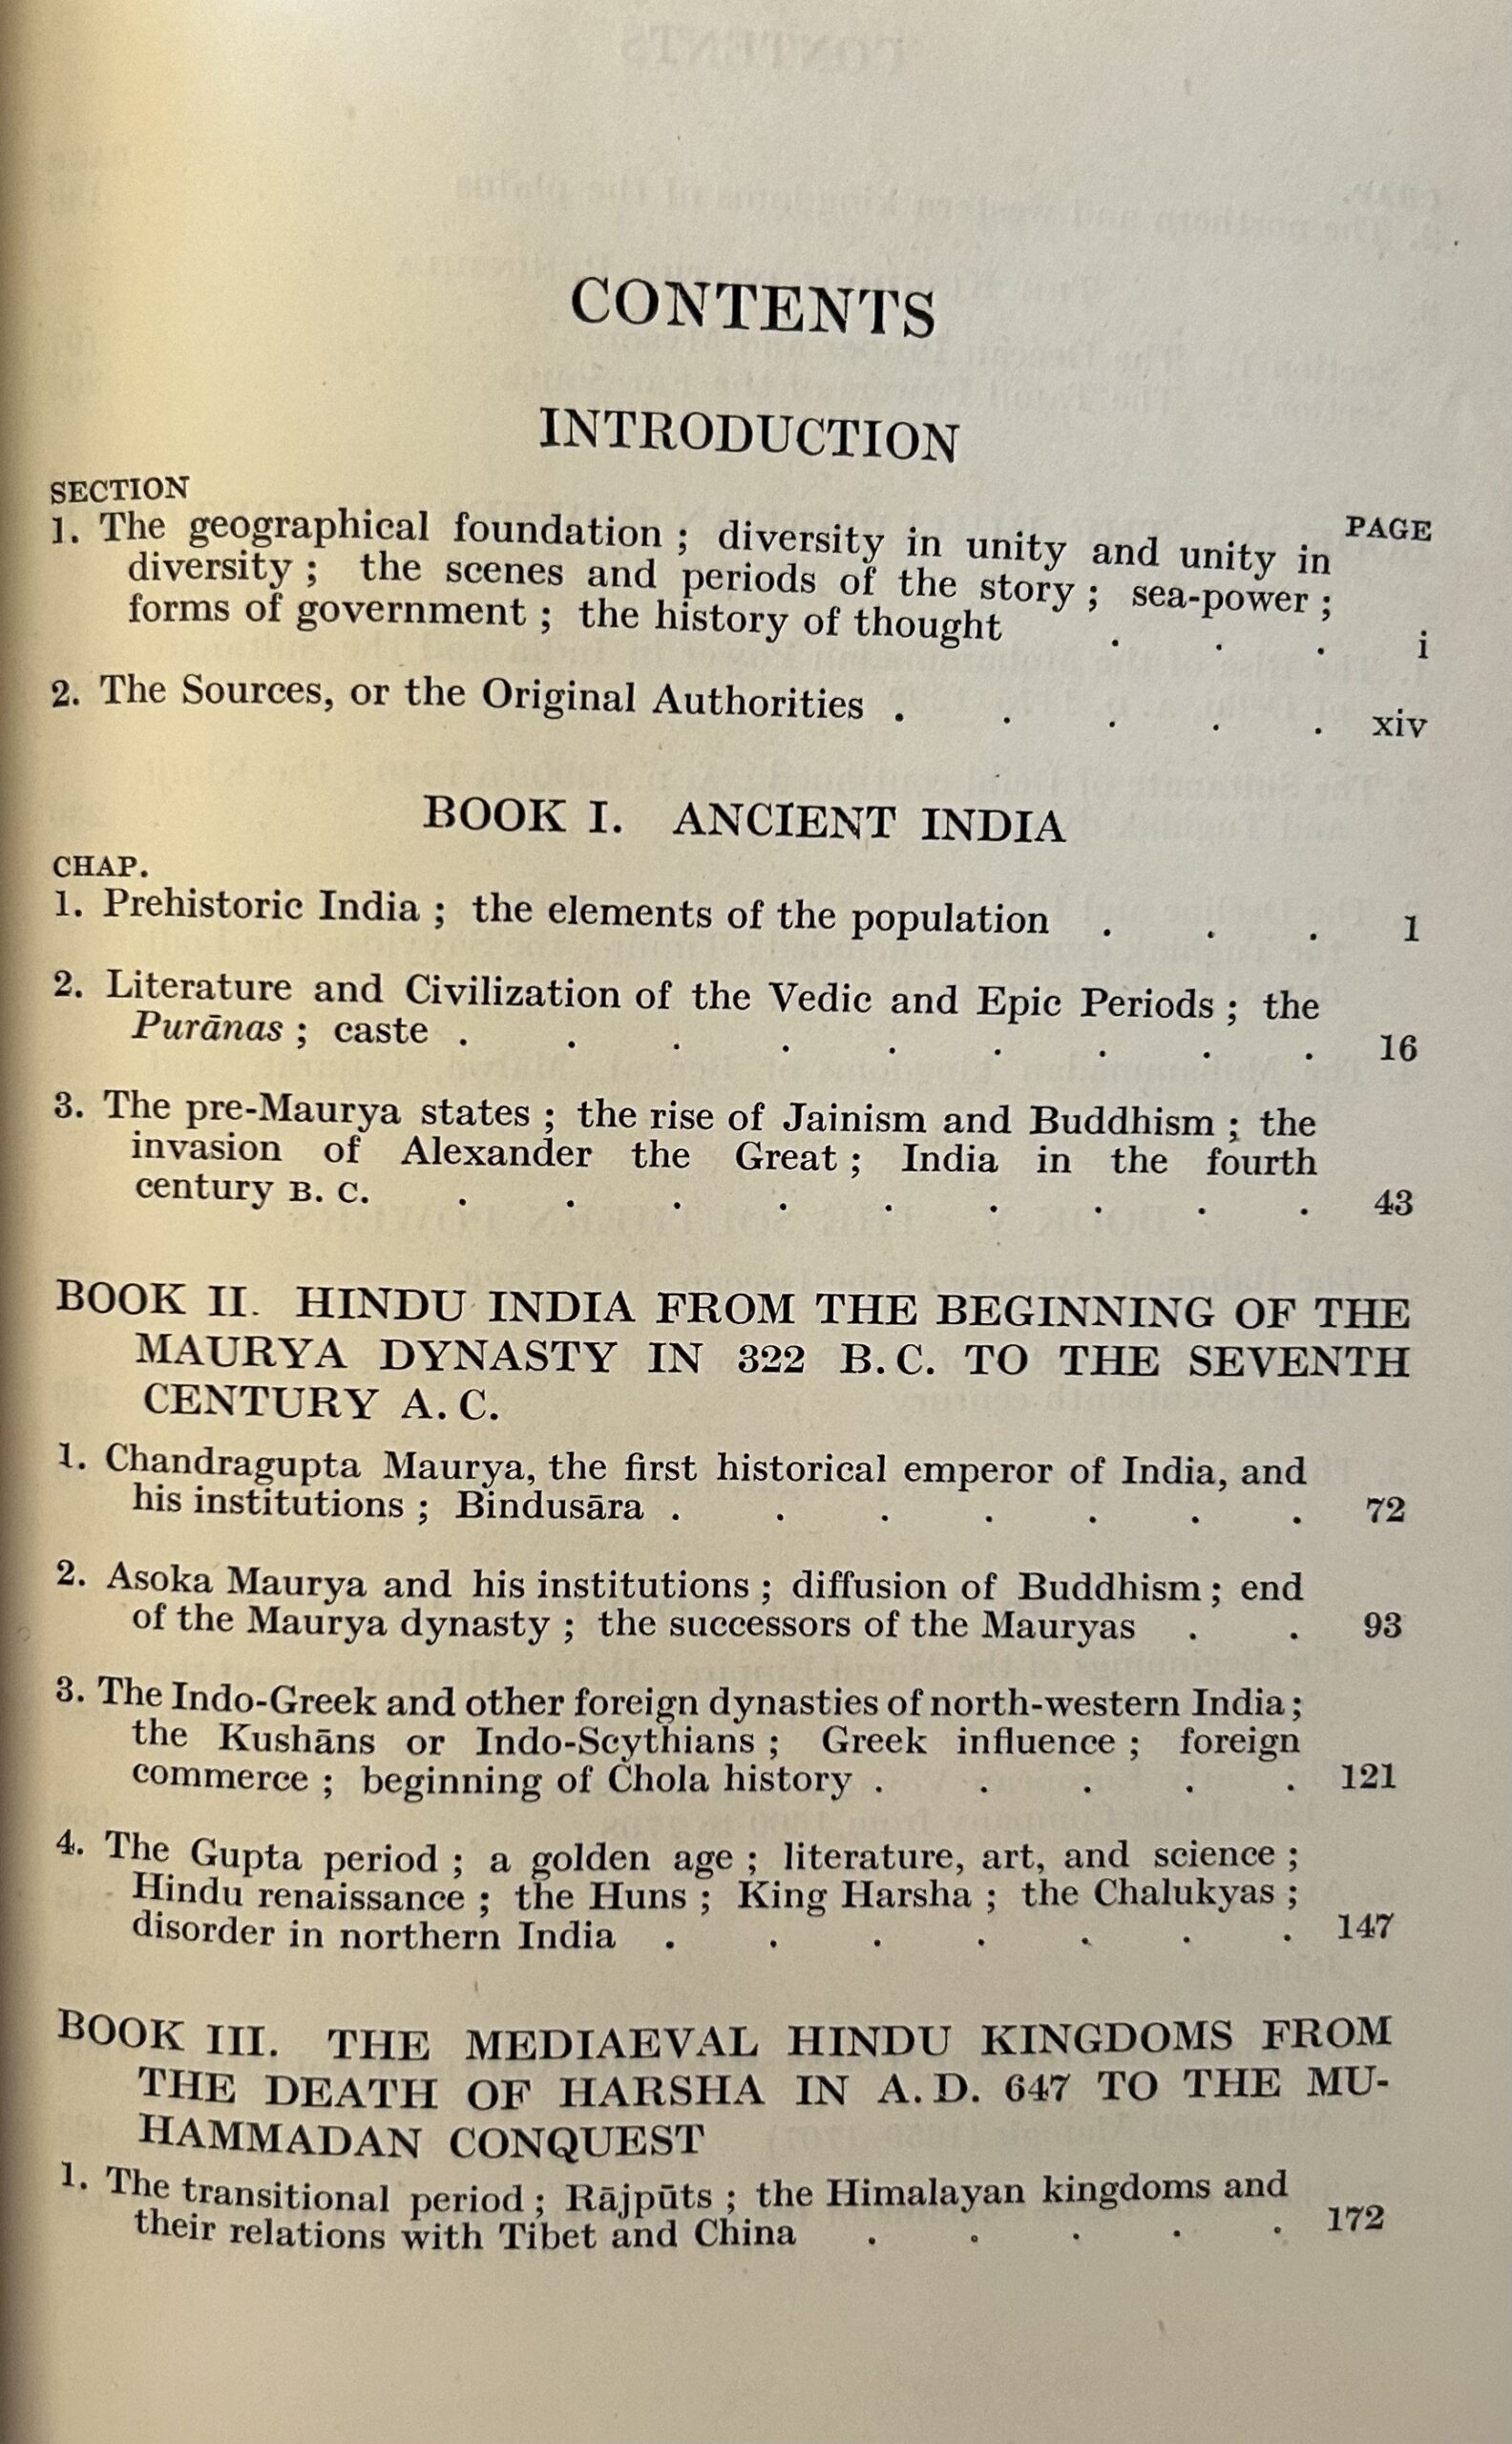 CONTENTS
INTRODUCTION
SECTION
PAGE
1. The geographical foundation ; diversity in unity and unity in
diversity ; the scenes and periods of the story ; sea-power ;
forms of government ; the history of thought . . . i
2. The Sources, or the Original Authorities . . . . . xiv
BOOK I. ANCIENT INDIA
CHAP.
1. Prehistoric India ; the elements of the population . . . 1
2. Literature and Civilization of the Vedic and Epic Periods ; the
Purānas ; caste . . . . . . . . . 16
3. The pre-Maurya states ; the rise of Jainism and Buddhism ; the
invasion of Alexander the Great ; India in the fourth
century B. C. . . . . . . . . . 43
BOOK II. HINDU INDIA FROM THE BEGINNING OF THE
MAURYA DYNASTY IN 322 B. C. TO THE SEVENTH
CENTURY A. C.
1. Chandragupta Maurya, the first historical emperor of India, and
his institutions ; Bindusāra . . . . . . . 72
2. Asoka Maurya and his institutions ; diffusion of Buddhism ; end
of the Maurya dynasty ; the successors of the Mauryas . . 93
3. The Indo-Greek and other foreign dynasties of north-western India ;
the Kushāns or Indo-Scythians ; Greek influence ; foreign
commerce ; beginning of Chola history . . . . . 121
4. The Gupta period ; a golden age ; literature, art, and science ;
Hindu renaissance ; the Huns ; King Harsha ; the Chalukyas ;
disorder in northern India . . . . . . . 147
BOOK III. THE MEDIAEVAL HINDU KINGDOMS FROM
THE DEATH OF HARSHA IN A. D. 647 TO THE MU-
HAMMADAN CONQUEST
1. The transitional period ; Rājpūts ; the Himalayan kingdoms and
their relations with Tibet and China . . . . . 172